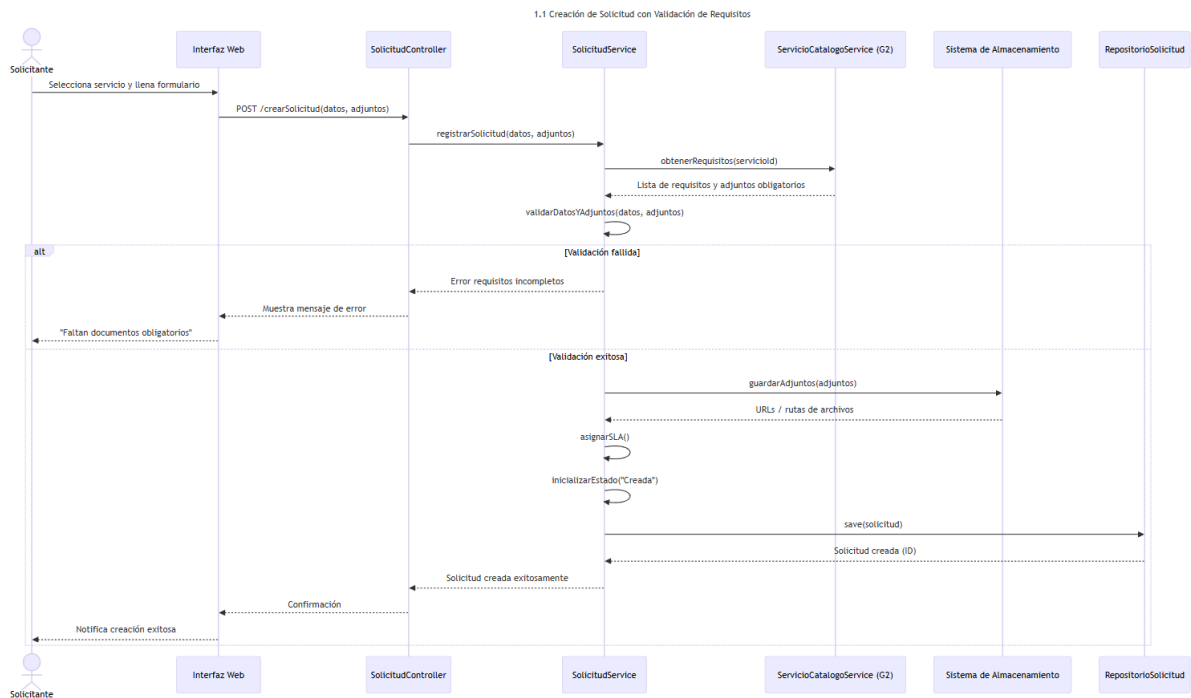 1.1 Creación de Solicitud con Validación de Requisitos
Solicitante
Interfaz Web
SolicitudController
SolicitudService
ServicioCatalogoService (G2)
Sistema de Almacenamiento
RepositorioSolicitud
Selecciona servicio y llena formulario
POST /crearSolicitud(datos, adjuntos)
registrarSolicitud(datos, adjuntos)
obtenerRequisitos(servicioId)
Lista de requisitos y adjuntos obligatorios
validarDatosYAdjuntos(datos, adjuntos)
alt
[Validación fallida]
Error requisitos incompletos
Muestra mensaje de error
"Faltan documentos obligatorios"
[Validación exitosa]
guardarAdjuntos(adjuntos)
URLs / rutas de archivos
asignarSLA()
inicializarEstado("Creada")
save(solicitud)
Solicitud creada (ID)
Solicitud creada exitosamente
Confirmación
Notifica creación exitosa
Solicitante
Interfaz Web
SolicitudController
SolicitudService
ServicioCatalogoService (G2)
Sistema de Almacenamiento
RepositorioSolicitud